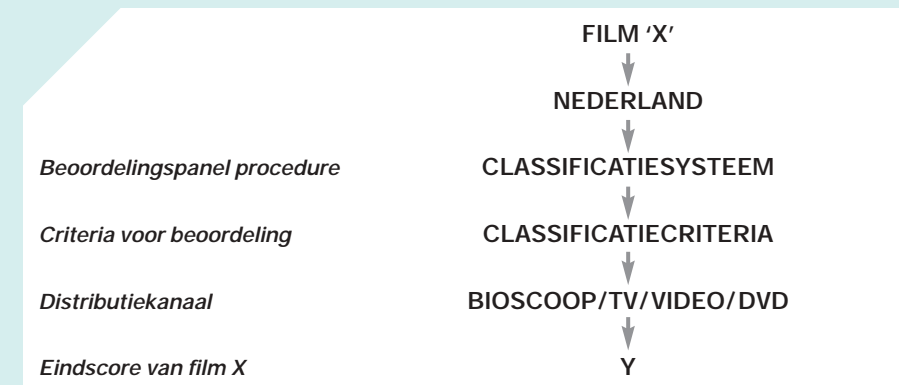 FILM ‘X’
NEDERLAND
Beoordelingspanel procedure CLASSIFICATIESYSTEEM
Criteria voor beoordeling CLASSIFICATIECRITERIA
Distributiekanaal BIOSCOOP/TV/VIDEO/DVD
Eindscore van film X Y